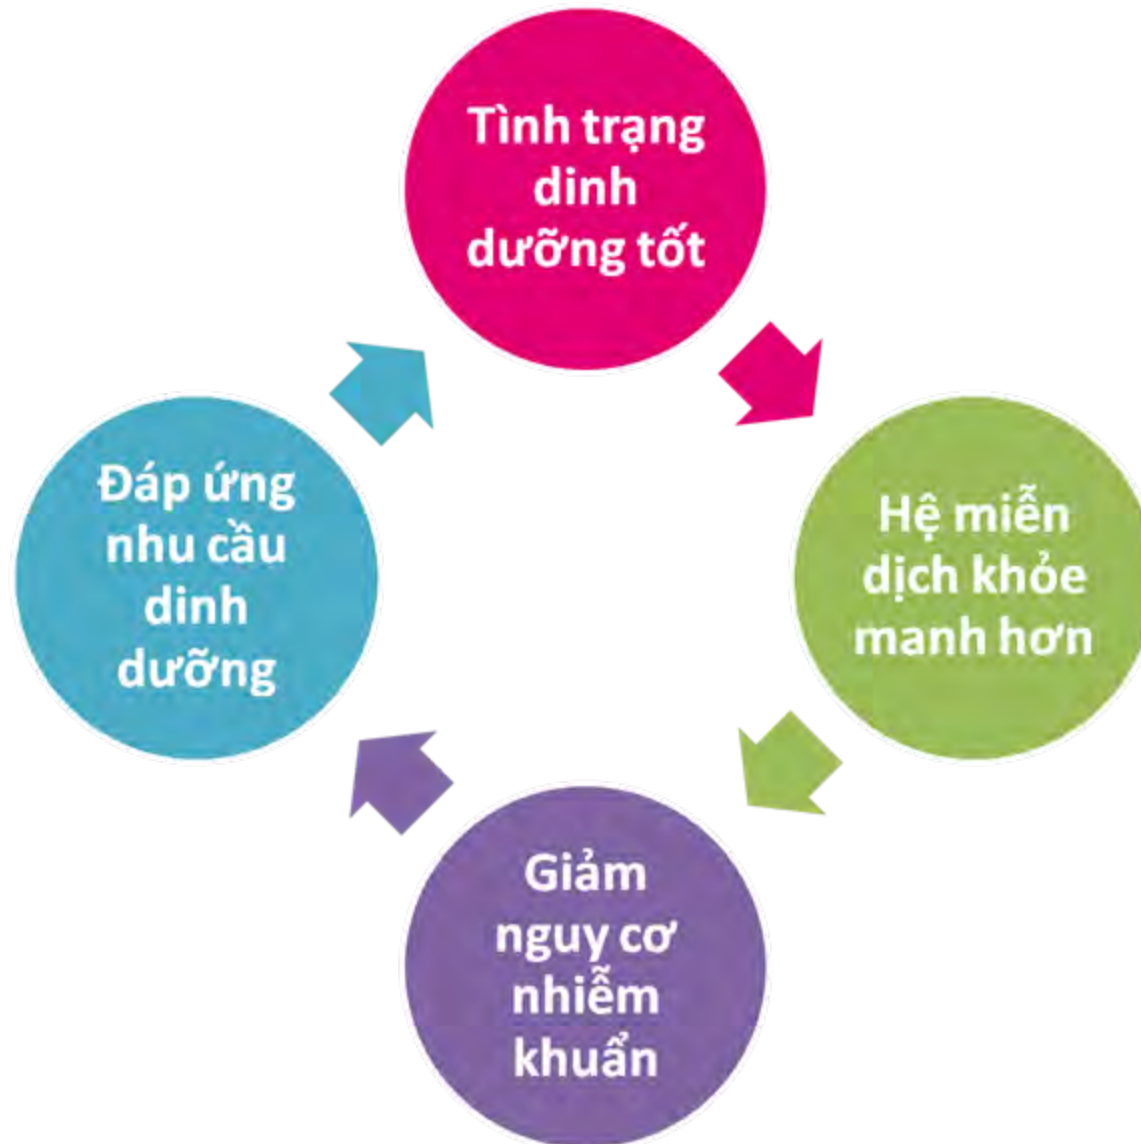 Tình trạng
dinh
dưỡng tốt
Hệ miễn
dịch khỏe
manh hơn
Giảm
nguy cơ
nhiễm
khuẩn
Đáp ứng
nhu cầu
dinh
dưỡng